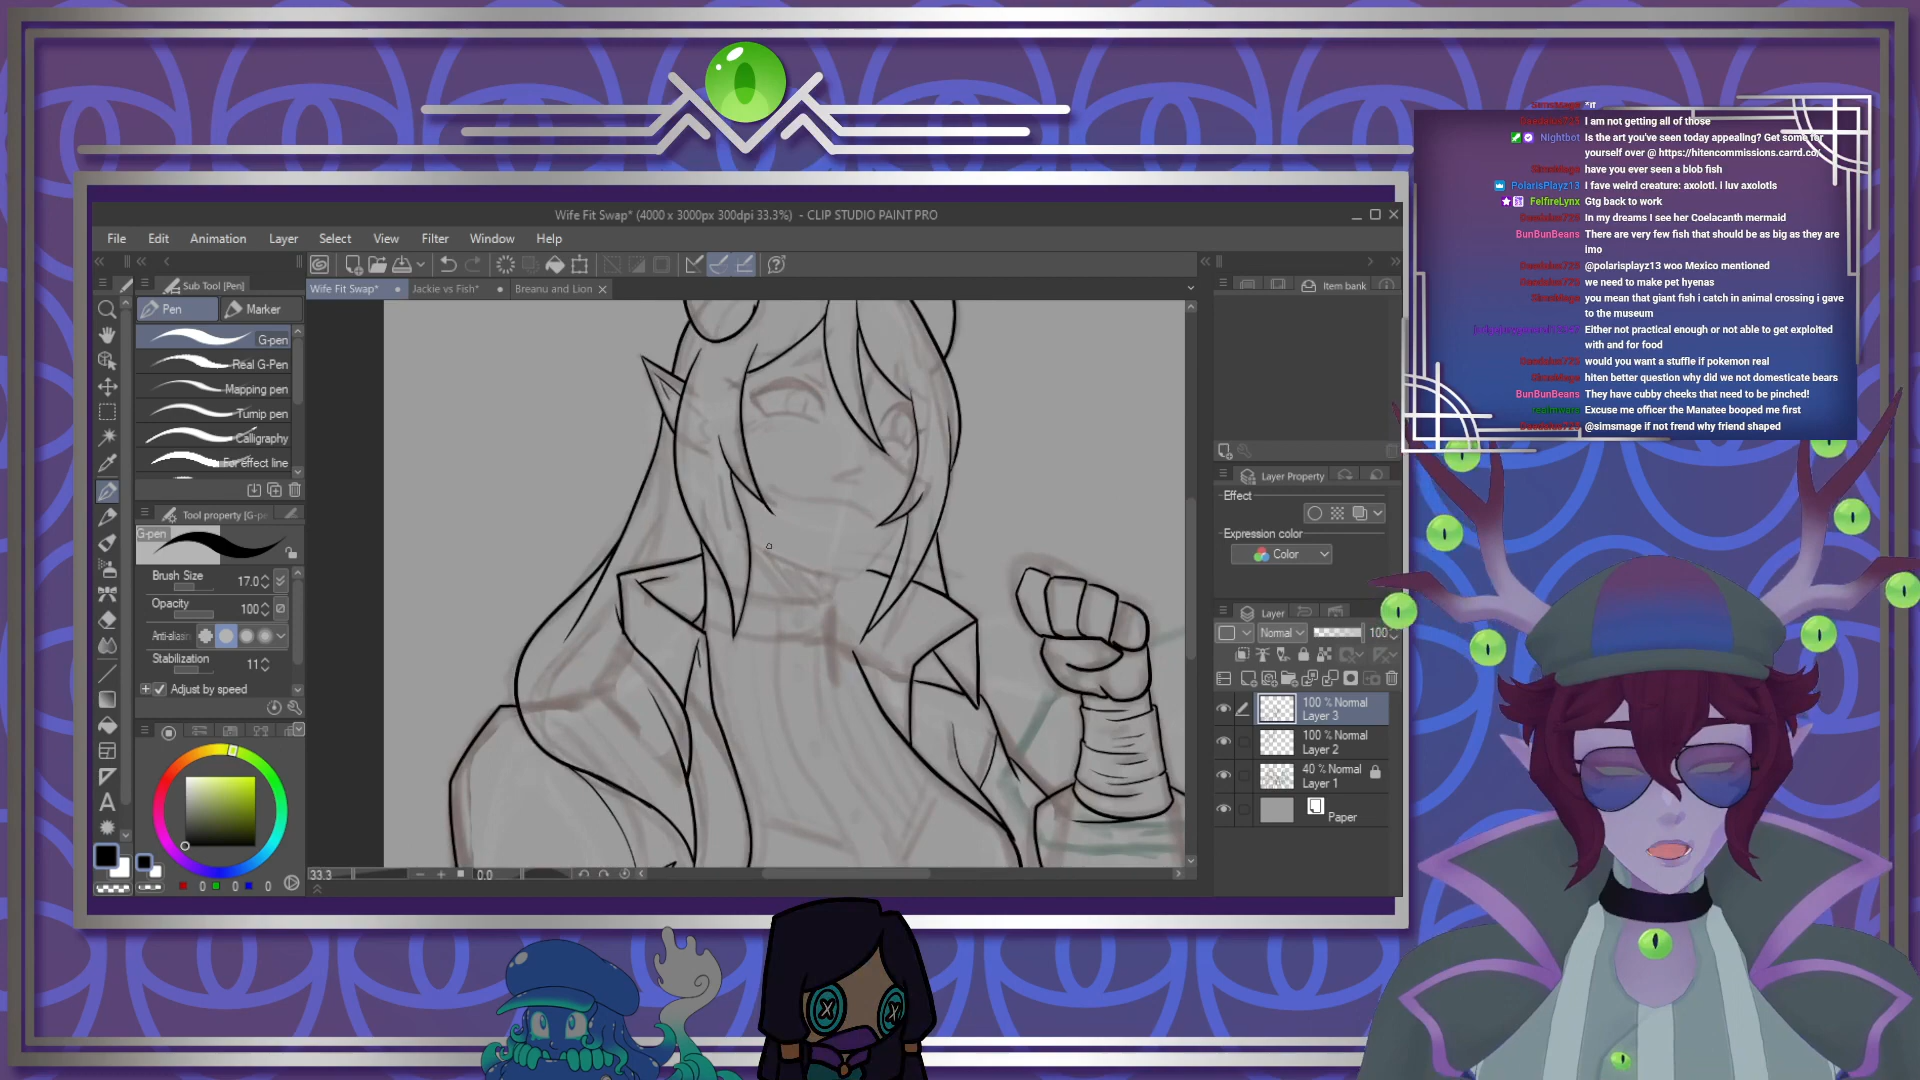 Wife Fit Swap* (4000 x 3000px 300dpi 33.3%) - CLIP STUDIO PAINT PRO
File Edit Animation Layer Select View Filter Window Help
Sub Tool [Pen]
Wife Fit Swap* Jackie vs Fish* Breanu and Lion
Pen Marker
G-pen
Real G-Pen
Mapping pen
Turnip pen
Calligraphy
For effect line
Tool property [G-pe
G-pen
Brush Size 17.0
Opacity 100
Anti-aliasin
Stabilization 11
Adjust by speed
0 0 0
33.3 0.0
Item bank
Layer Property
Effect
Expression color
Color
Layer
Normal 100
100 % Normal
Layer 3
100 % Normal
Layer 2
40 % Normal
Layer 1
Paper
*if
I am not getting all of those
Nightbot Is the art you've seen today appealing? Get some for
yourself over @ https://hitencommissions.carrd.co/
Simsmage have you ever seen a blob fish
PolarisPlayz13 I fave weird creature: axolotl. i luv axolotls
FelfireLynx Gtg back to work
In my dreams I see her Coelacanth mermaid
BunBunBeans There are very few fish that should be as big as they are
imo
@polarisplayz13 woo Mexico mentioned
we need to make pet hyenas
Simsmage you mean that giant fish i catch in animal crossing i gave
to the museum
Either not practical enough or not able to get exploited
with and for food
would you want a stuffie if pokemon real
Simsmage hiten better question why did we not domesticate bears
BunBunBeans They have cubby cheeks that need to be pinched!
Excuse me officer the Manatee booped me first
@simsmage if not frend why friend shaped